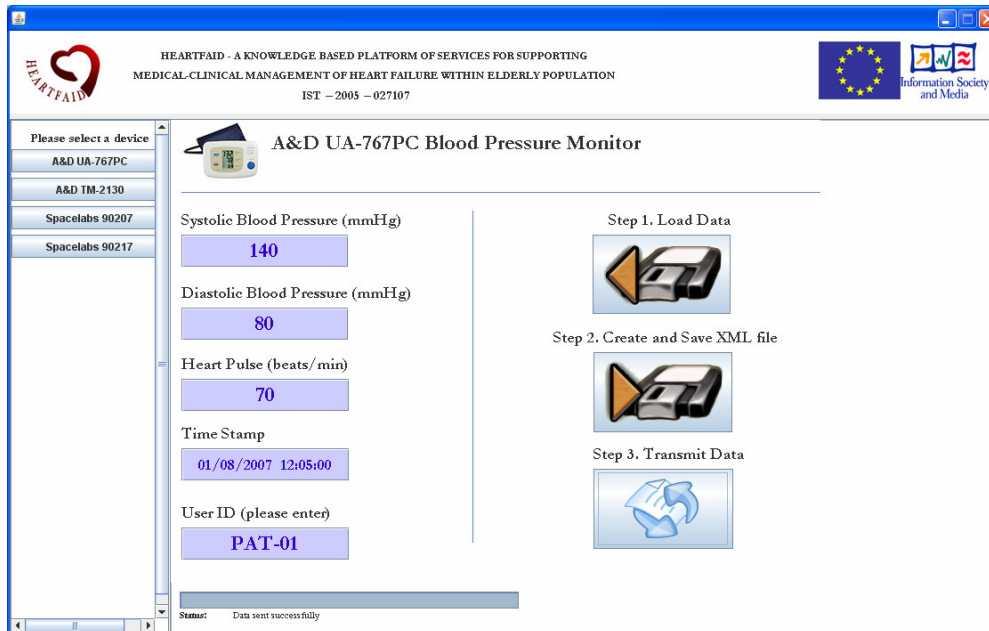 HEARTFAID
HEARTFAID - A KNOWLEDGE BASED PLATFORM OF SERVICES FOR SUPPORTING
MEDICAL-CLINICAL MANAGEMENT OF HEART FAILURE WITHIN ELDERLY POPULATION
IST – 2005 – 027107
Information Society
and Media
Please select a device
A&D UA-767PC
A&D TM-2130
Spacelabs 90207
Spacelabs 90217
A&D UA-767PC Blood Pressure Monitor
Systolic Blood Pressure (mmHg)
140
Diastolic Blood Pressure (mmHg)
80
Heart Pulse (beats/min)
70
Time Stamp
01/08/2007 12:05:00
User ID (please enter)
PAT-01
Step 1. Load Data
Step 2. Create and Save XML file
Step 3. Transmit Data
Status: Data sent successfully